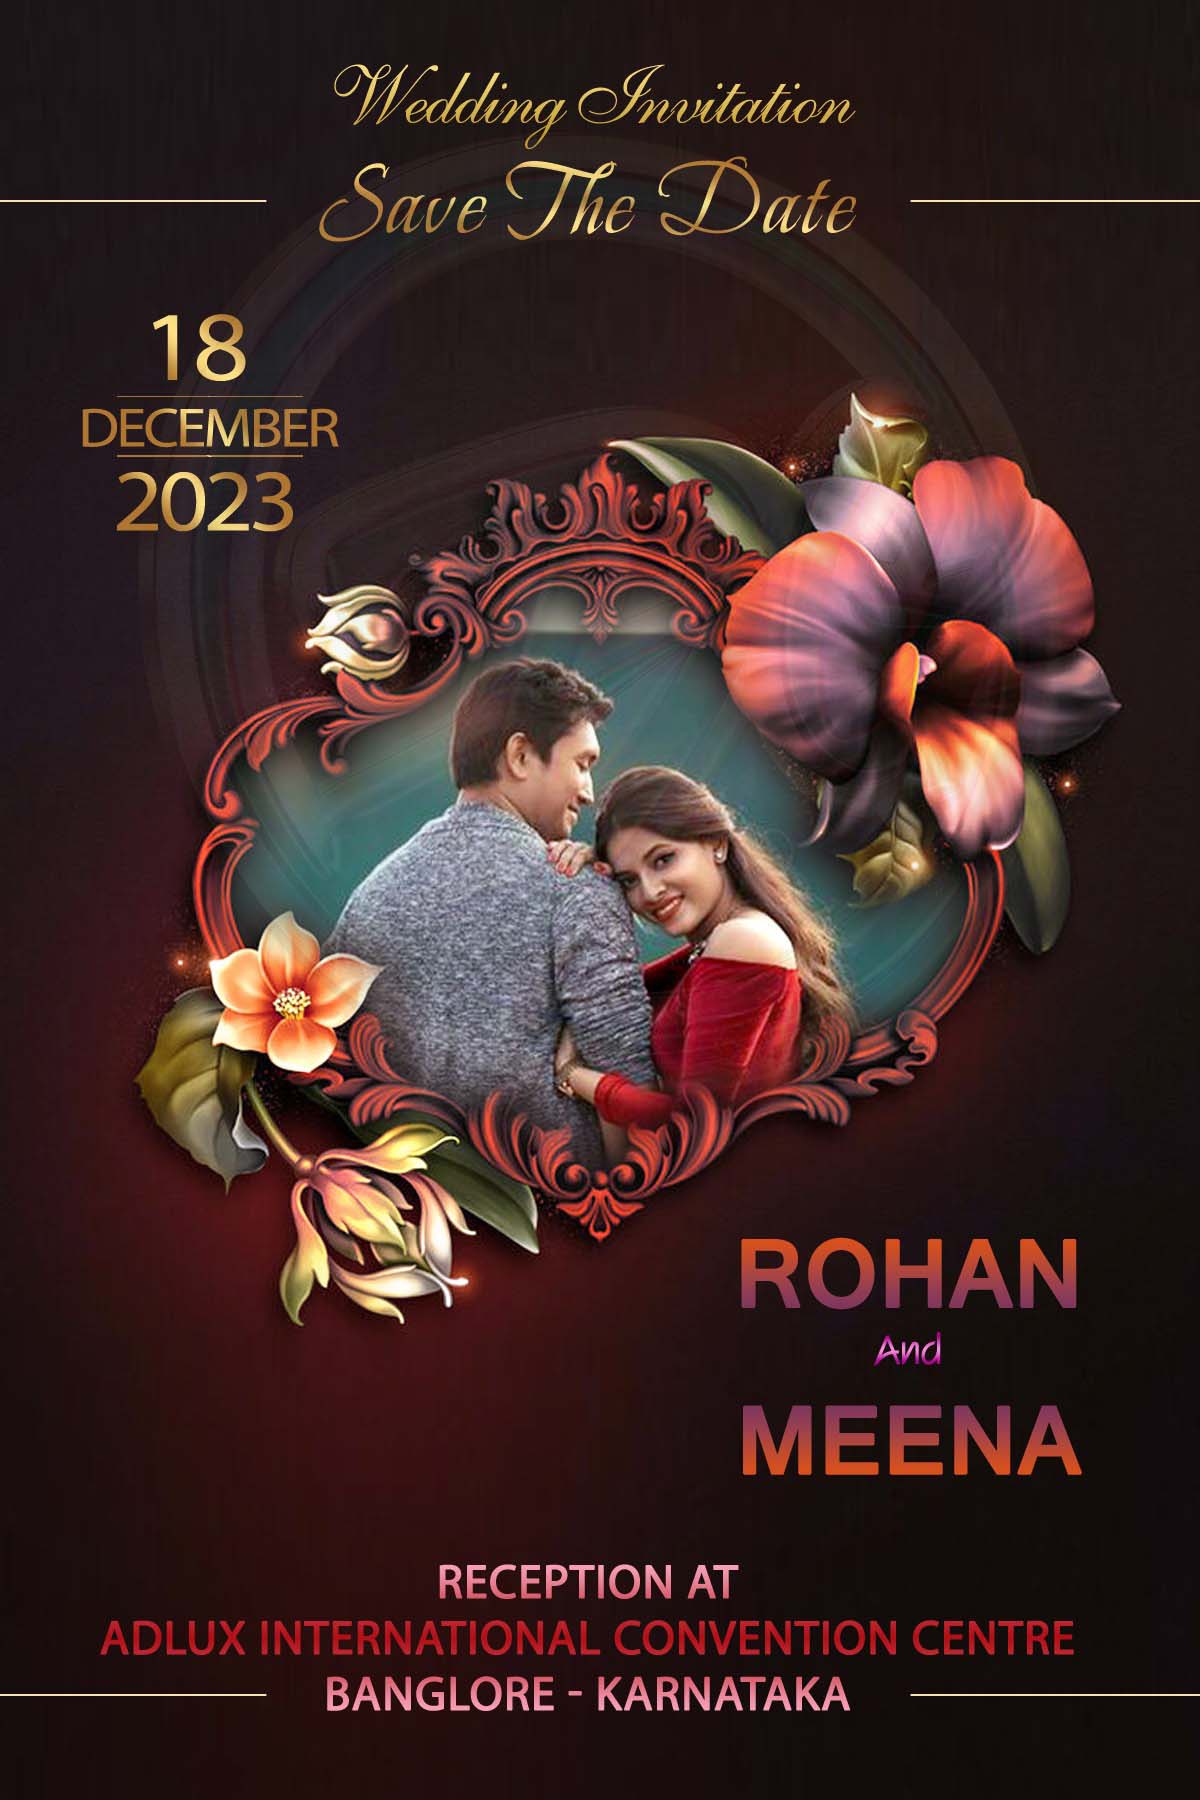 Wedding Invitation
Save The Date
18
DECEMBER
2023
ROHAN
And
MEENA
RECEPTION AT
ADLUX INTERNATIONAL CONVENTION CENTRE
BANGLORE - KARNATAKA